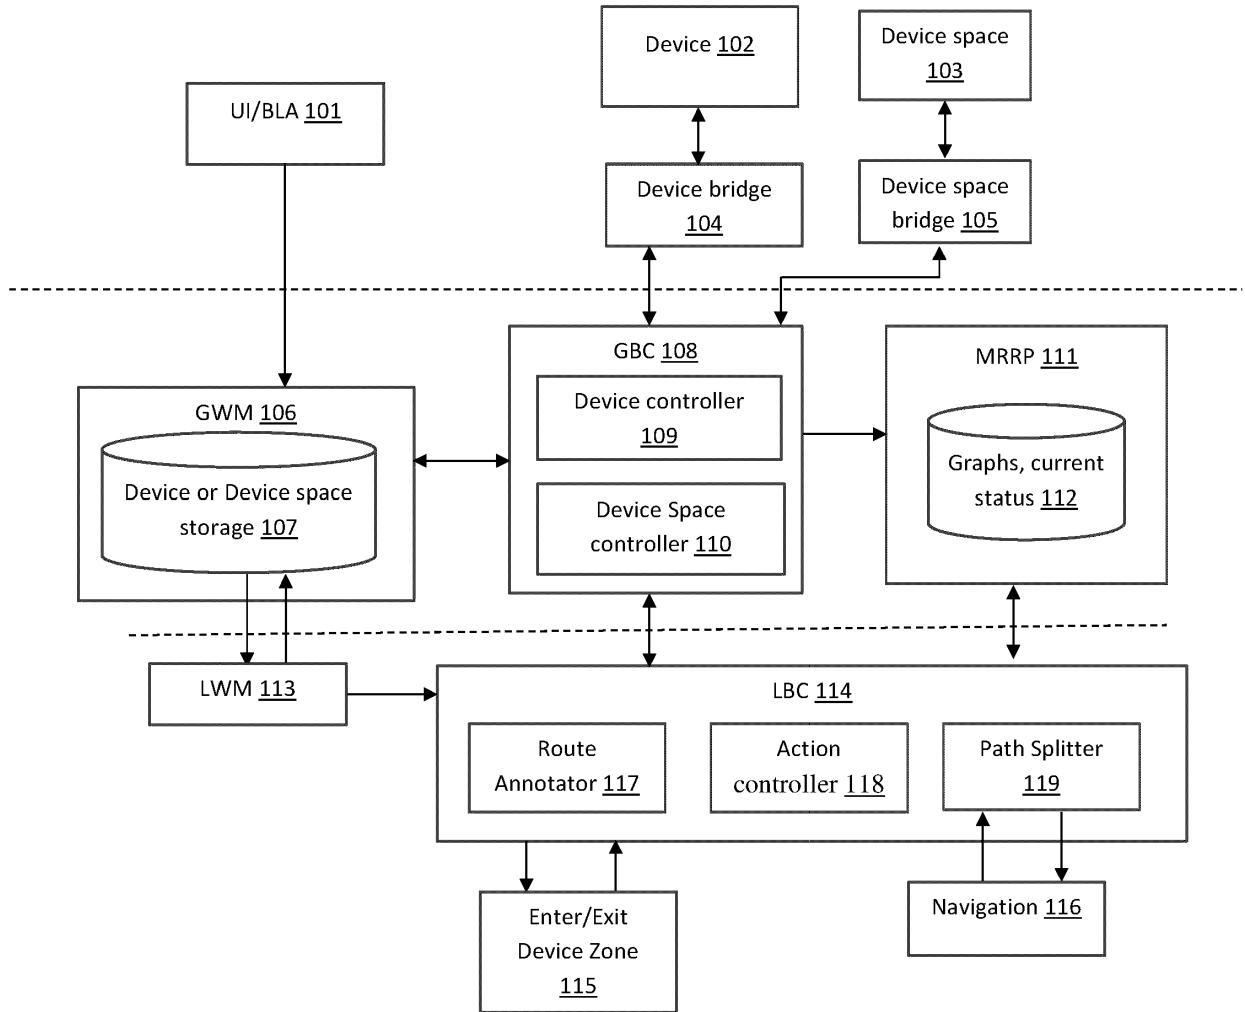 Device 102
Device space
103
UI/BLA 101
Device bridge
104
Device space
bridge 105
GBC 108
MRRP 111
Device controller
109
GWM 106
Device or Device space
storage 107
Graphs, current
status 112
Device Space
controller 110
LWM 113
LBC 114
Route
Annotator 117
Action
controller 118
Path Splitter
119
Enter/Exit
Device Zone
115
Navigation 116